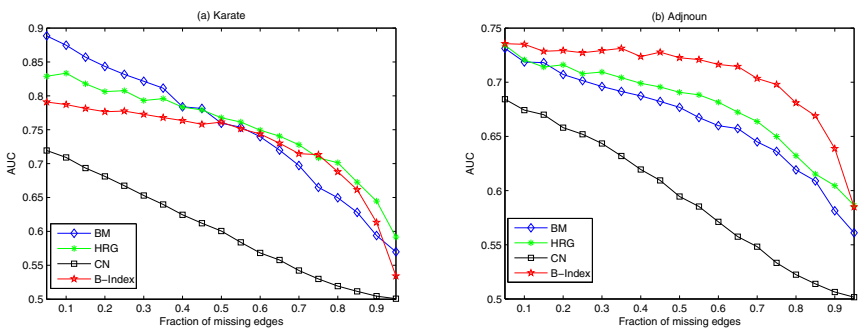 (a) Karate
0.9
0.85
0.8
0.75
0.7
0.65
0.6
0.55
0.5
AUC
BM
HRG
CN
B-Index
0.1 0.2 0.3 0.4 0.5 0.6 0.7 0.8 0.9
Fraction of missing edges
(b) Adjnoun
0.75
0.7
0.65
0.6
0.55
0.5
AUC
BM
HRG
CN
B-Index
0.1 0.2 0.3 0.4 0.5 0.6 0.7 0.8 0.9
Fraction of missing edges